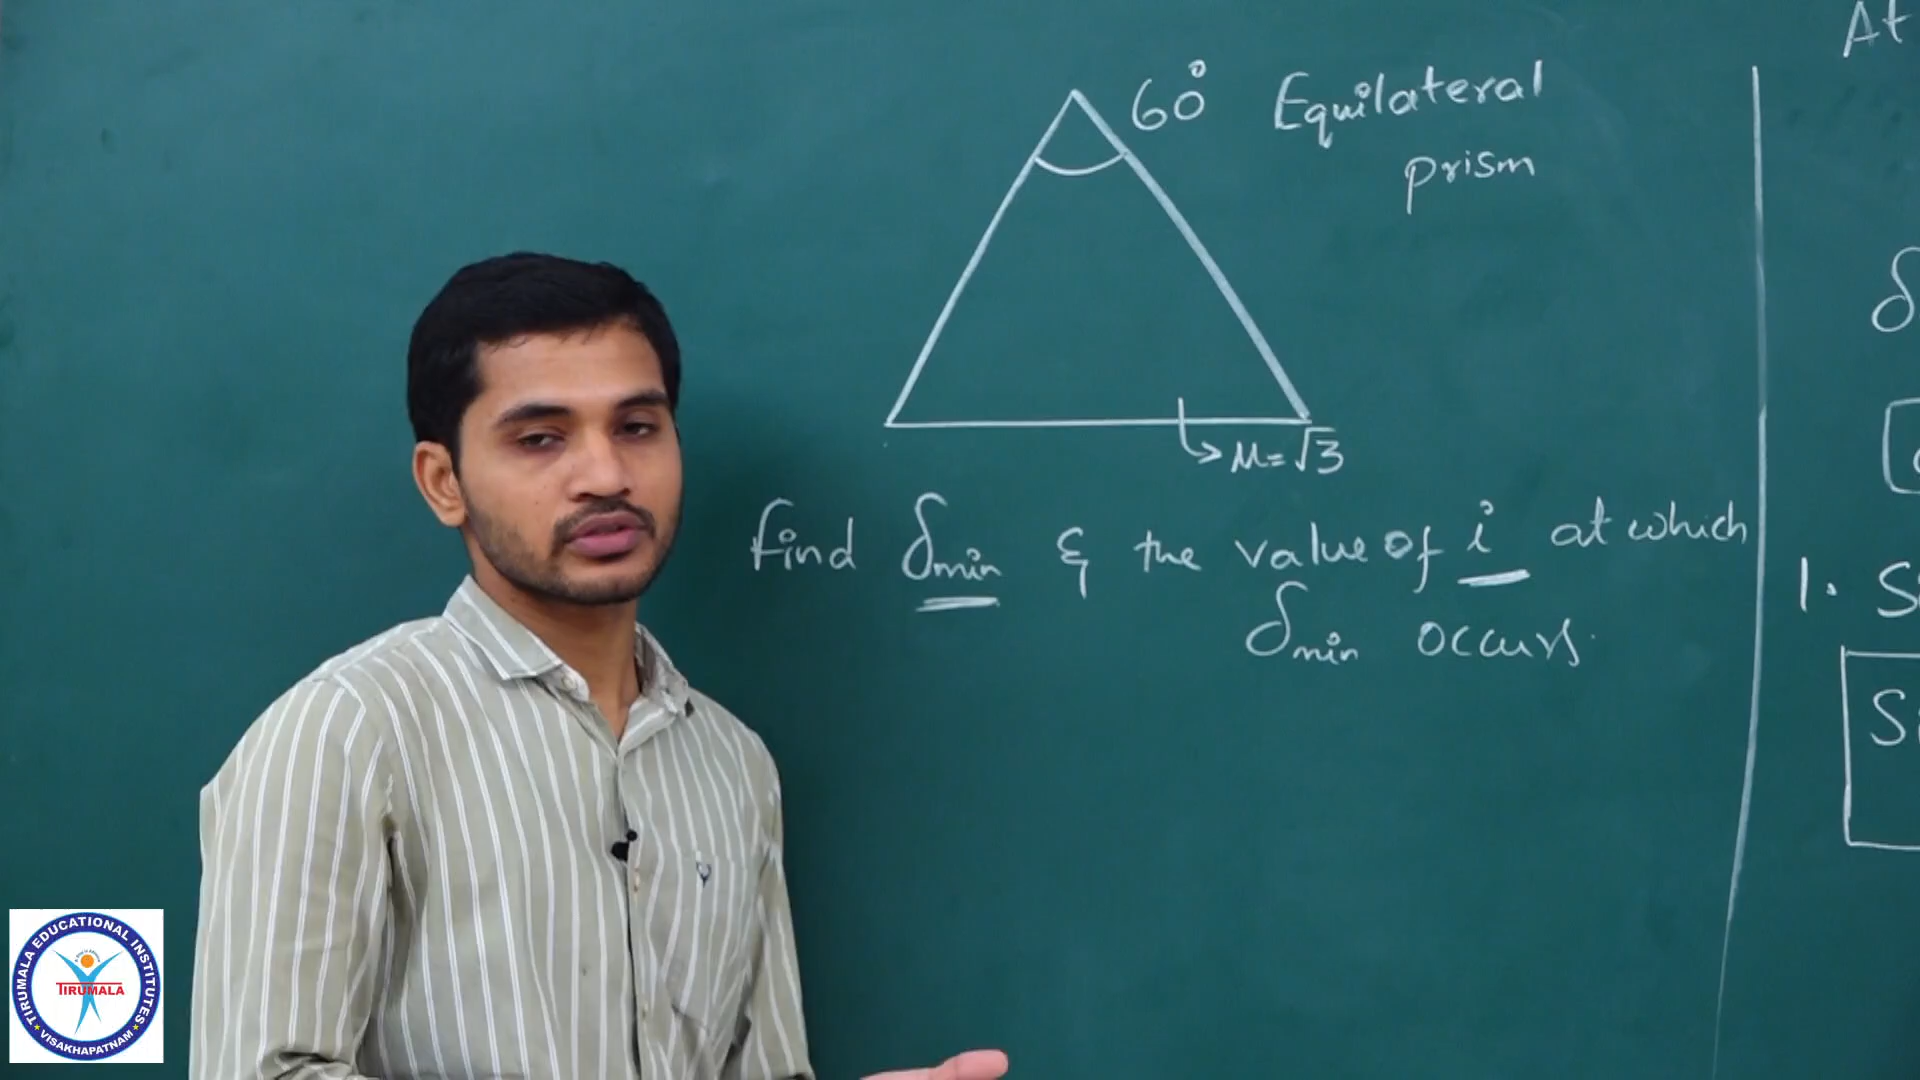 At
60° Equilateral
prism
μ=√3
find δmin & the value of i at which
δmin occurs.
δ
1.
TIRUMALA EDUCATIONAL INSTITUTES
TIRUMALA
VISAKHAPATNAM